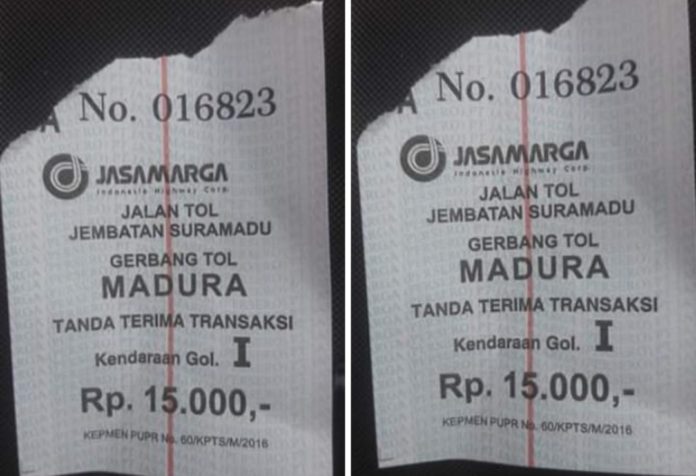 A No. 016823
JASAMARGA
Indonesia Highway Corp.
JALAN TOL
JEMBATAN SURAMADU
GERBANG TOL
MADURA
TANDA TERIMA TRANSAKSI
Kendaraan Gol. I
Rp. 15.000,-
KEPMEN PUPR No. 60/KPTS/M/2016
A No. 016823
JASAMARGA
Indonesia Highway Corp.
JALAN TOL
JEMBATAN SURAMADU
GERBANG TOL
MADURA
TANDA TERIMA TRANSAKSI
Kendaraan Gol. I
Rp. 15.000,-
KEPMEN PUPR No. 60/KPTS/M/2016